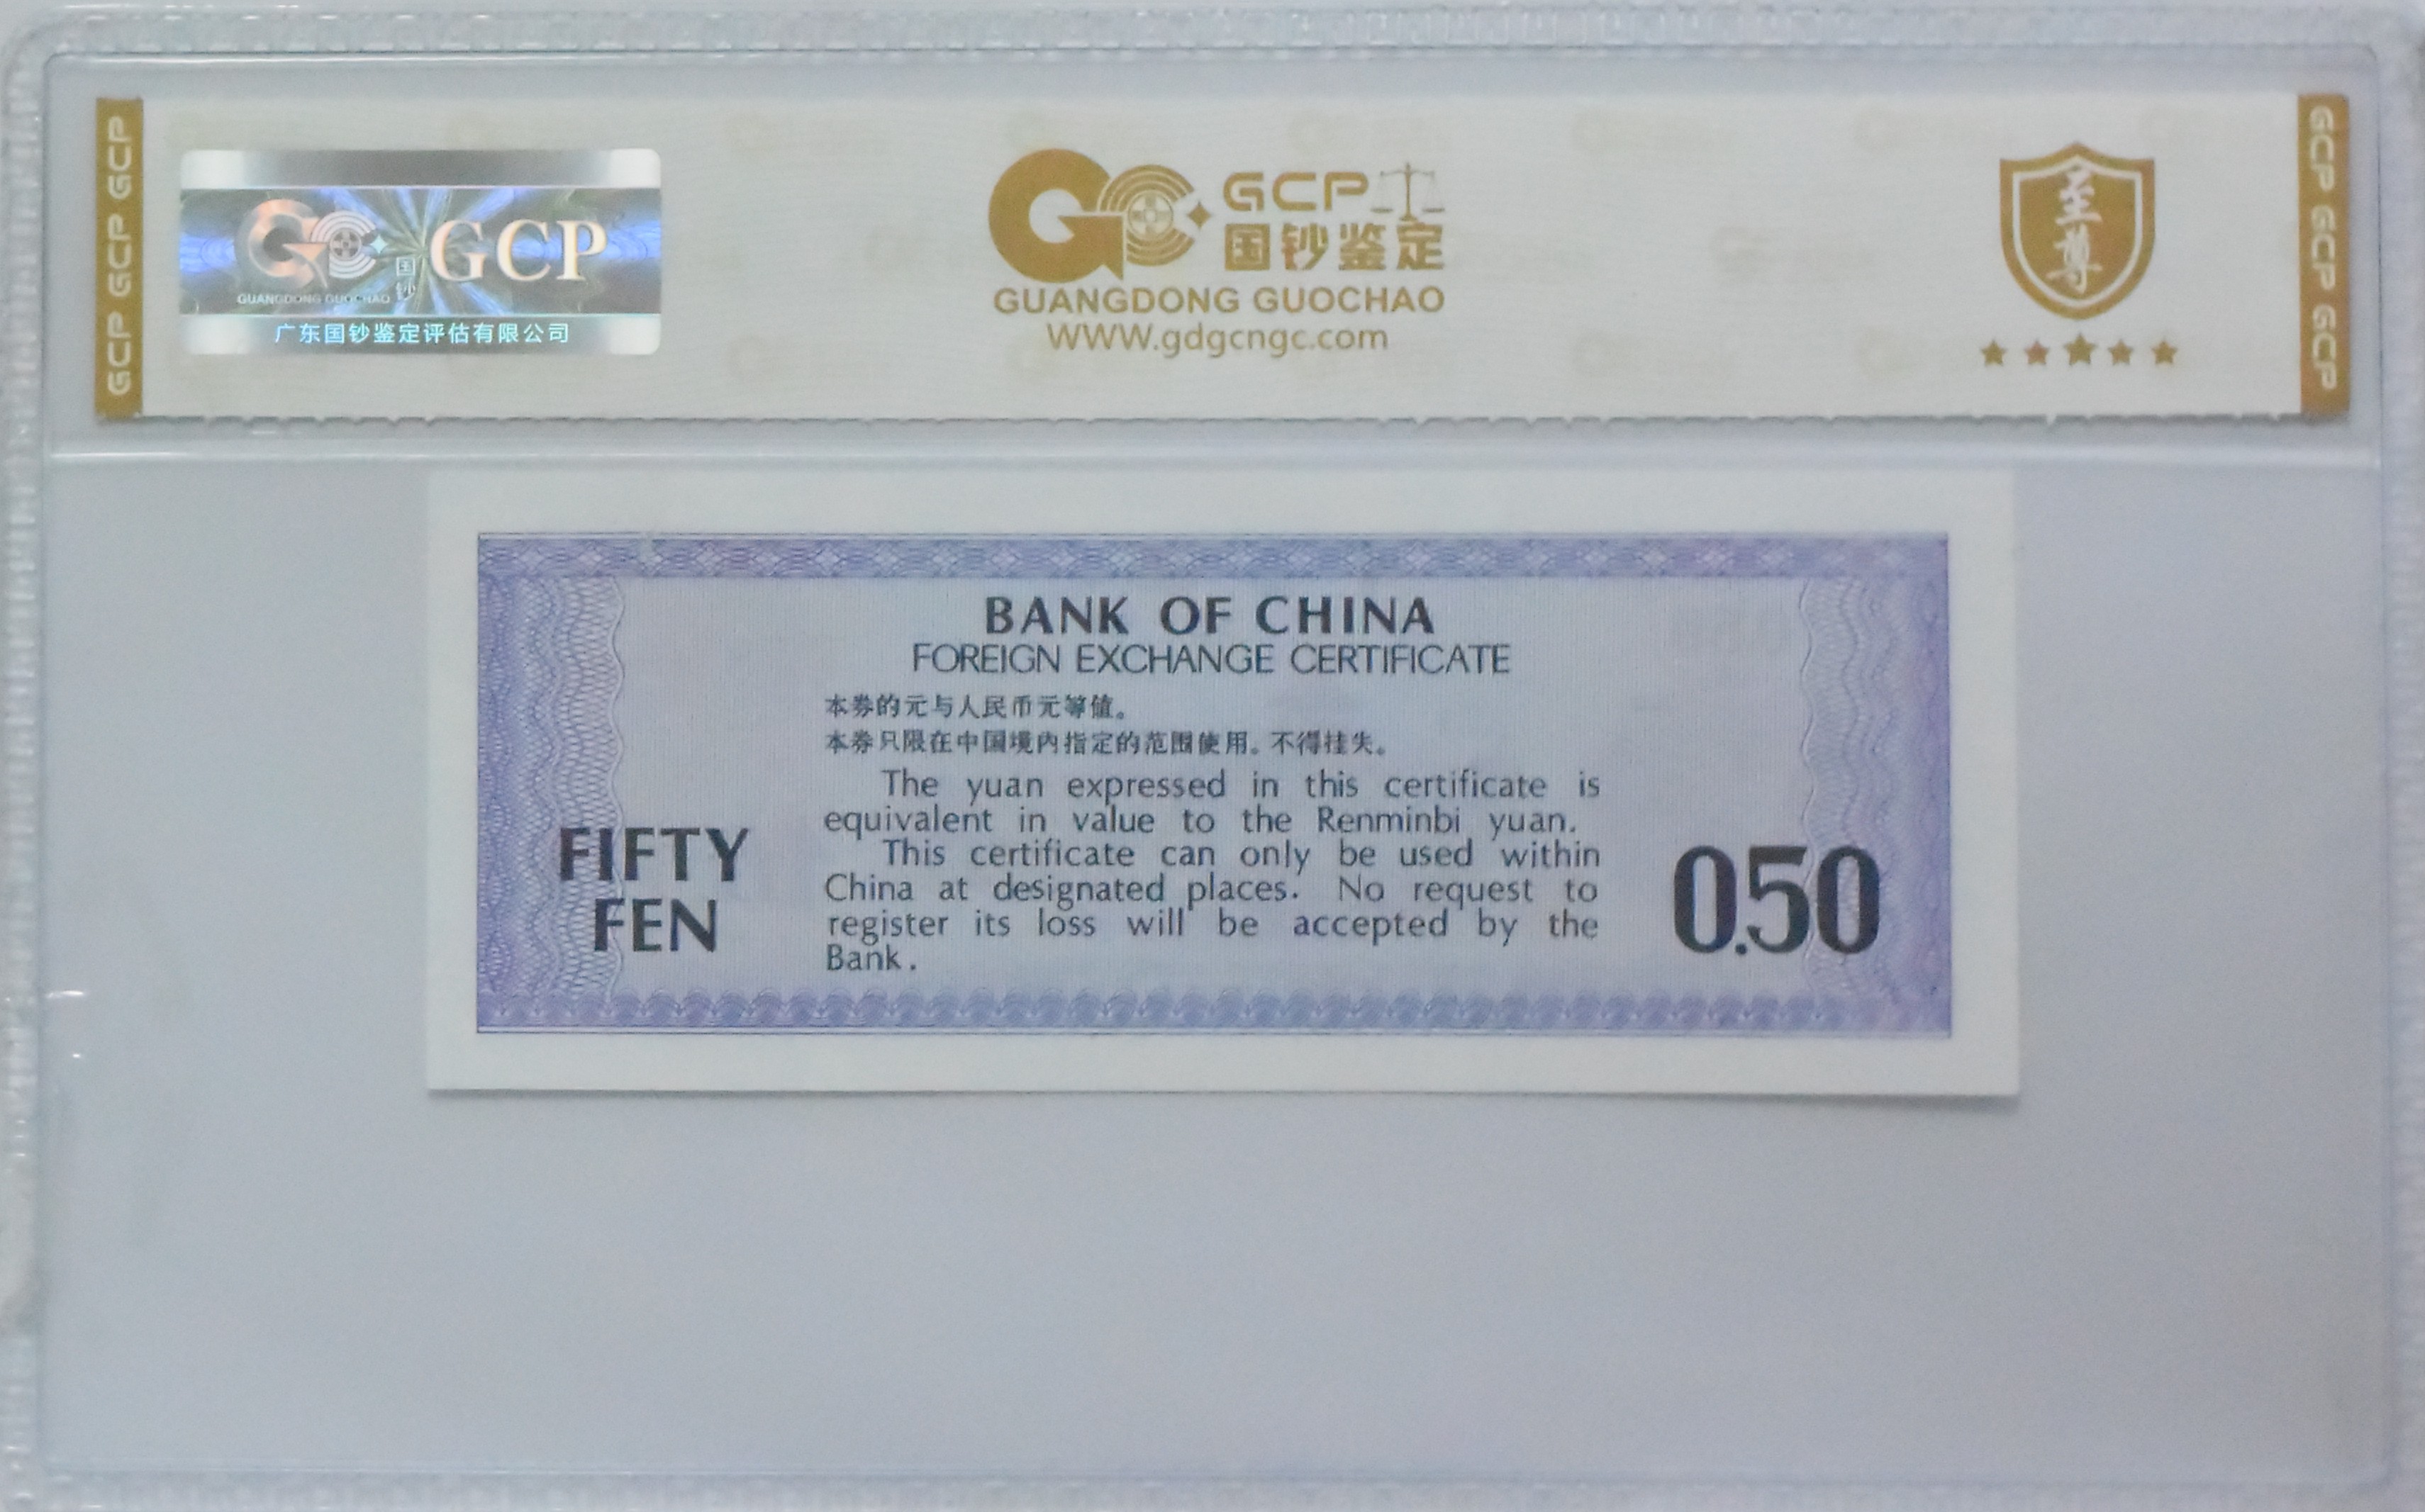 GCP GCP GCP
GUANGDONG GUOCHAO
国钞
GCP
广东国钞鉴定评估有限公司
GCP
国钞鉴定
GUANGDONG GUOCHAO
WWW.gdgcngc.com
至尊
GCP GCP GCP
BANK OF CHINA
FOREIGN EXCHANGE CERTIFICATE
本券的元与人民币元等值。
本券只限在中国境内指定的范围使用。不得挂失。
The yuan expressed in this certificate is
equivalent in value to the Renminbi yuan.
This certificate can only be used within
China at designated places. No request to
register its loss will be accepted by the
Bank.
FIFTY
FEN
0.50